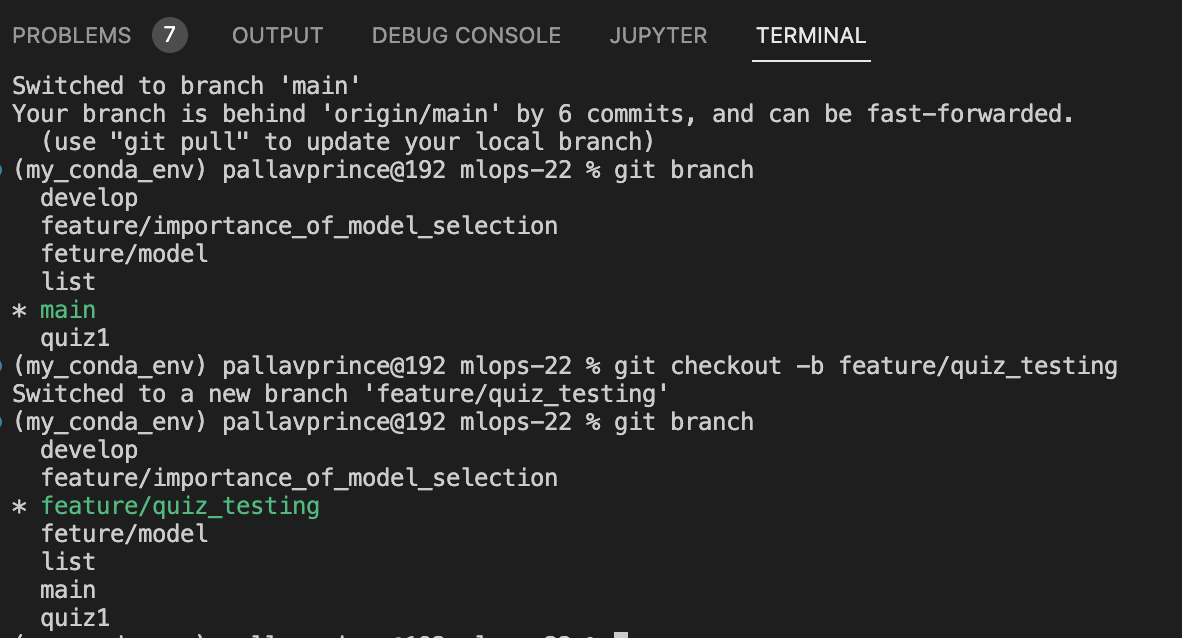 PROBLEMS 7 OUTPUT DEBUG CONSOLE JUPYTER TERMINAL
Switched to branch 'main'
Your branch is behind 'origin/main' by 6 commits, and can be fast-forwarded.
  (use "git pull" to update your local branch)
(my_conda_env) pallavprince@192 mlops-22 % git branch
  develop
  feature/importance_of_model_selection
  feture/model
  list
* main
  quiz1
(my_conda_env) pallavprince@192 mlops-22 % git checkout -b feature/quiz_testing
Switched to a new branch 'feature/quiz_testing'
(my_conda_env) pallavprince@192 mlops-22 % git branch
  develop
  feature/importance_of_model_selection
* feature/quiz_testing
  feture/model
  list
  main
  quiz1